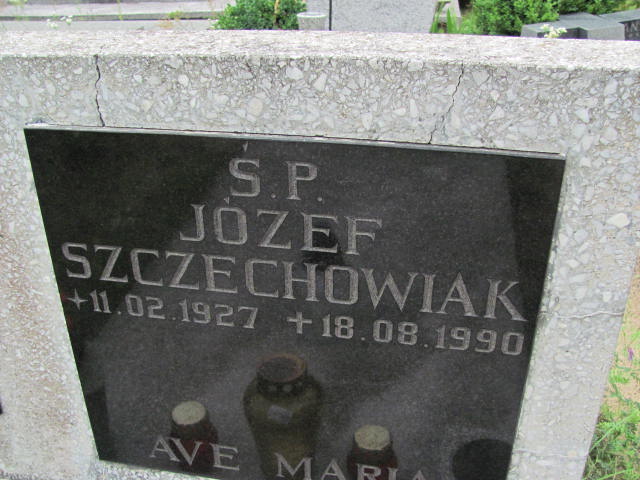 Ś.P.
JÓZEF
SZCZECHOWIAK
+11.02.1927 +18.08.1990
AVE MARIA